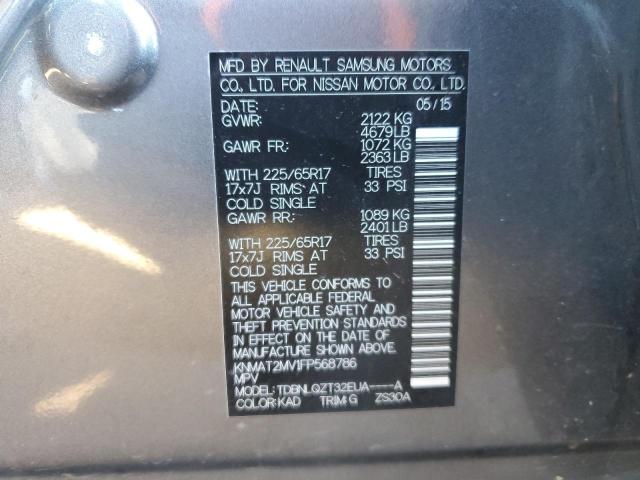 MFD BY RENAULT SAMSUNG MOTORS
CO., LTD. FOR NISSAN MOTOR CO., LTD.
DATE: 05/15
GVWR: 2122 KG
4679LB
GAWR FR: 1072 KG
2363LB
WITH 225/65R17 TIRES
17x7J RIMS AT 33 PSI
COLD SINGLE
GAWR RR: 1089 KG
2401LB
WITH 225/65R17 TIRES
17x7J RIMS AT 33 PSI
COLD SINGLE
THIS VEHICLE CONFORMS TO
ALL APPLICABLE FEDERAL
MOTOR VEHICLE SAFETY AND
THEFT PREVENTION STANDARDS
IN EFFECT ON THE DATE OF
MANUFACTURE SHOWN ABOVE.
KNMAT2MV1FP568786
MPV
MODEL: TDBNLQZT32EUA----A
COLOR: KAD TRIM: G ZS30A